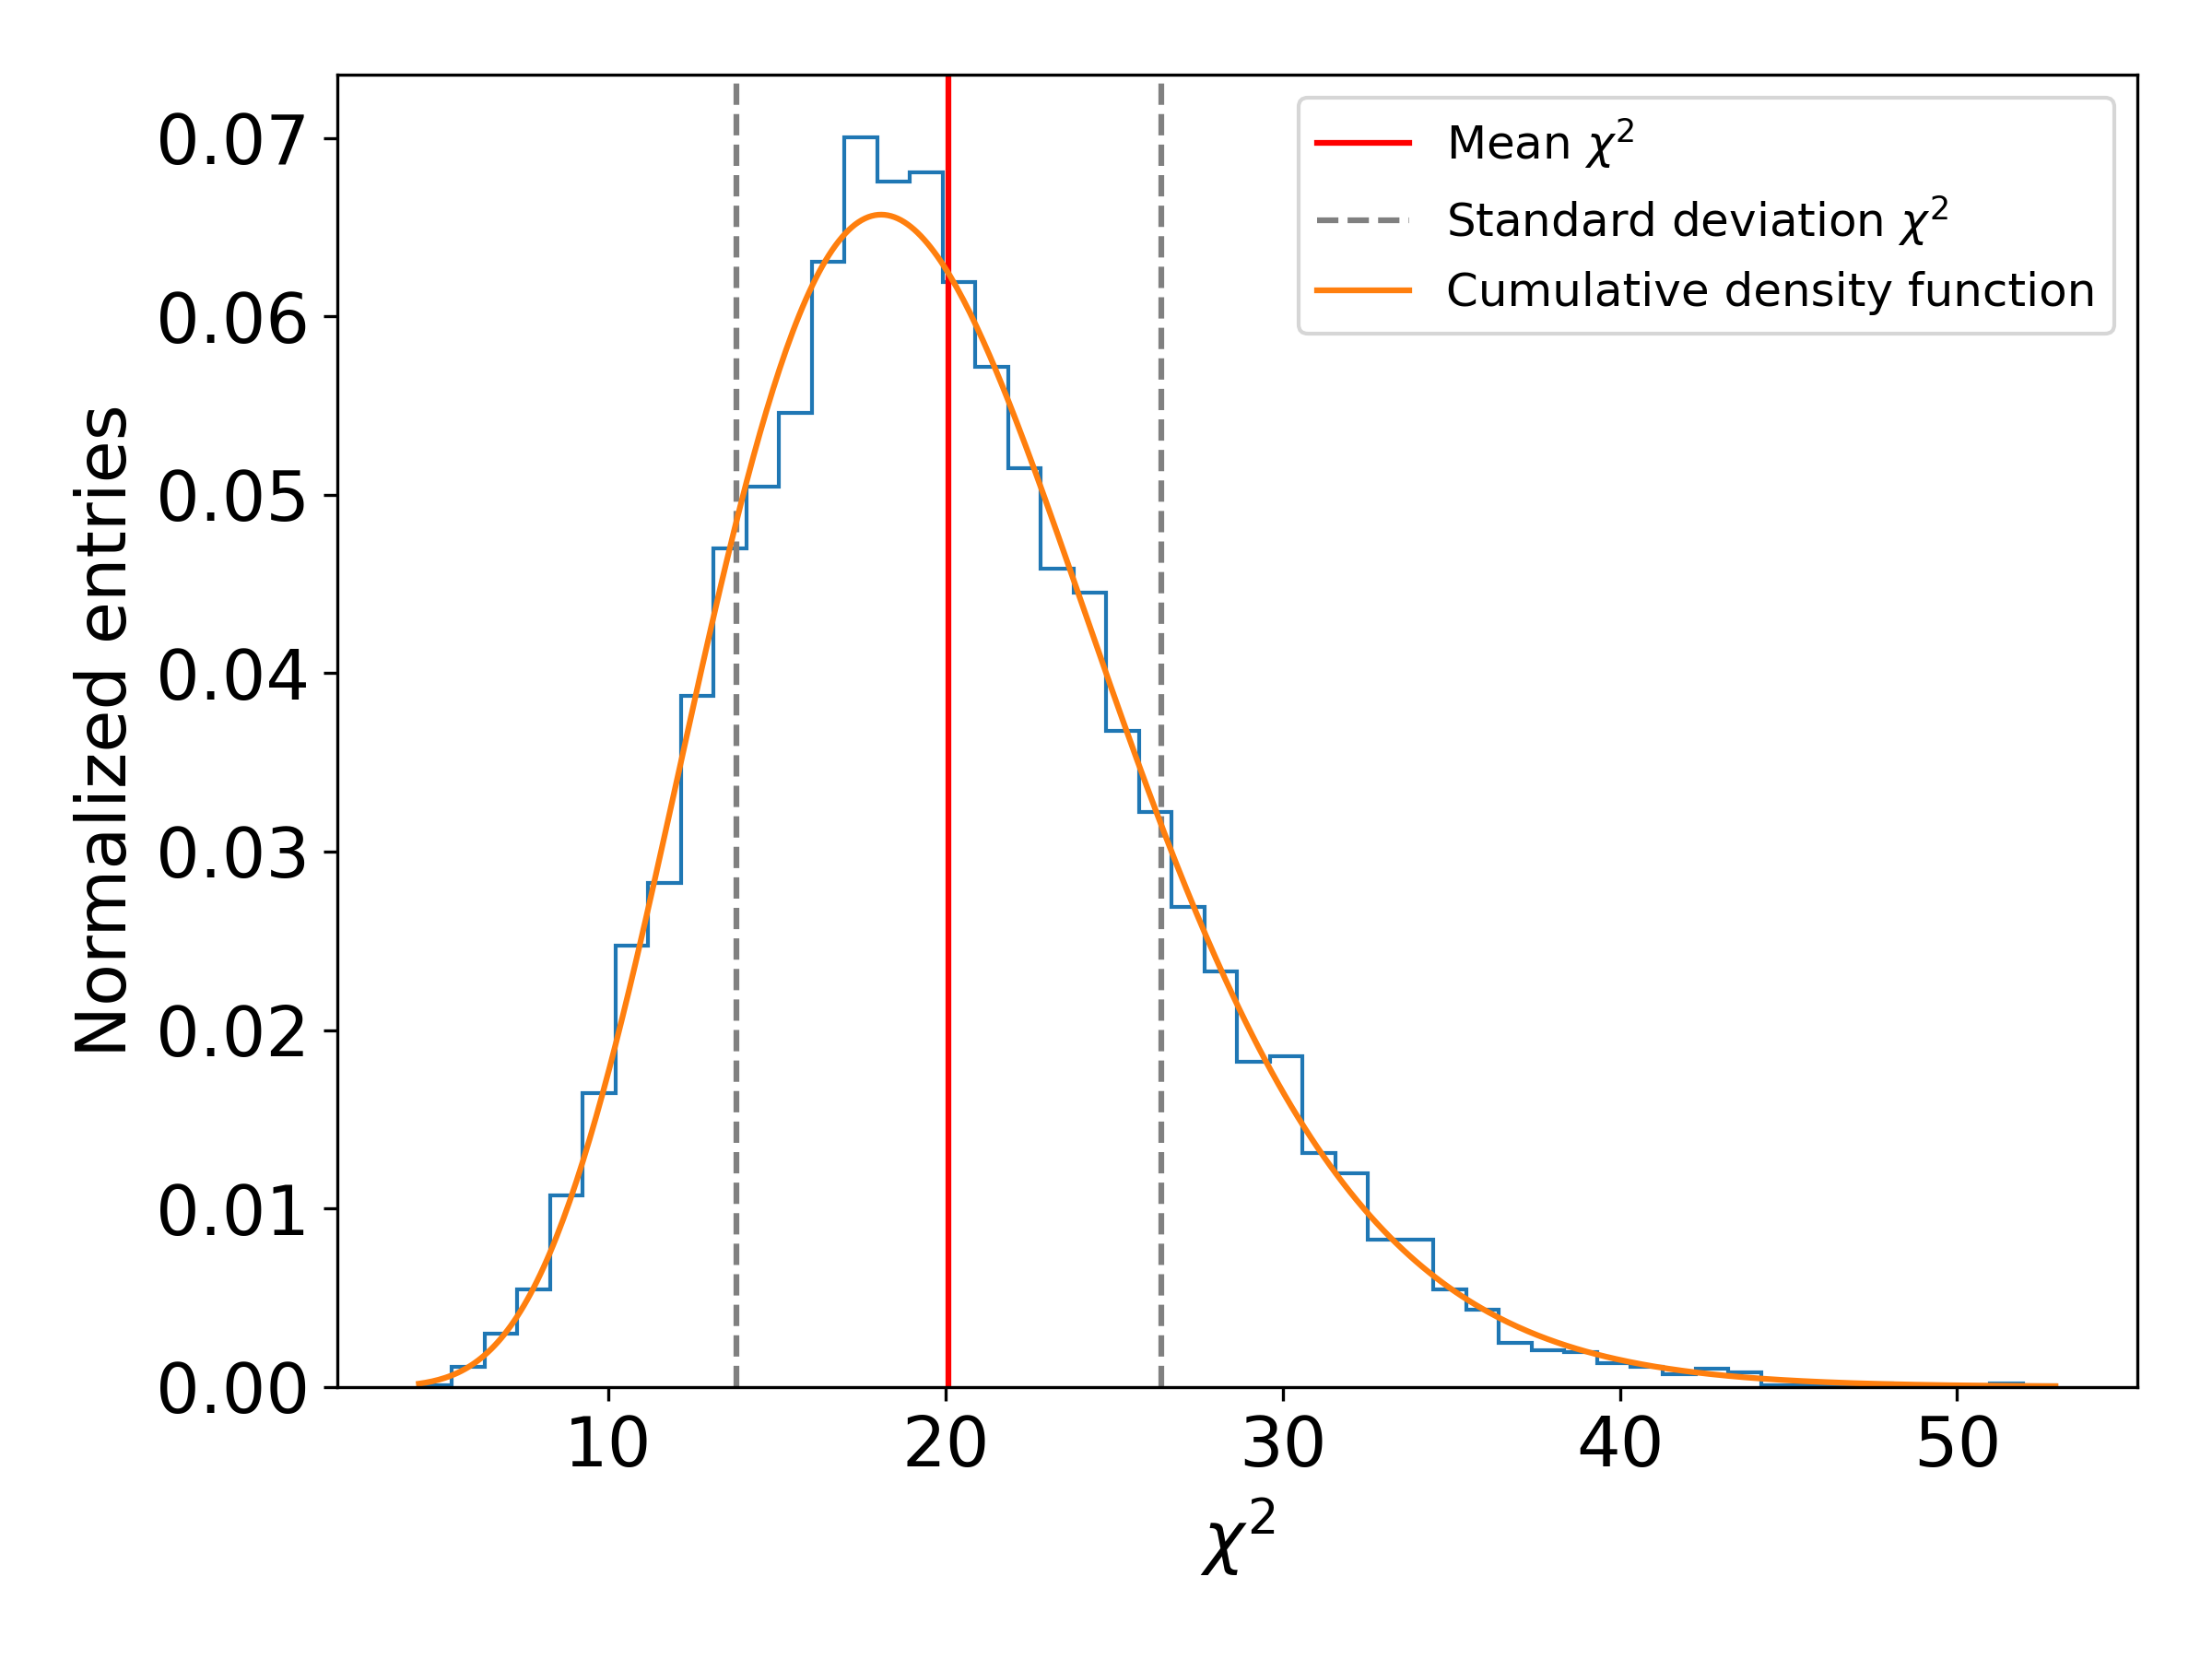 Normalized entries
0.07
0.06
0.05
0.04
0.03
0.02
0.01
0.00
Mean χ²
Standard deviation χ²
Cumulative density function
10 20 30 40 50
χ²